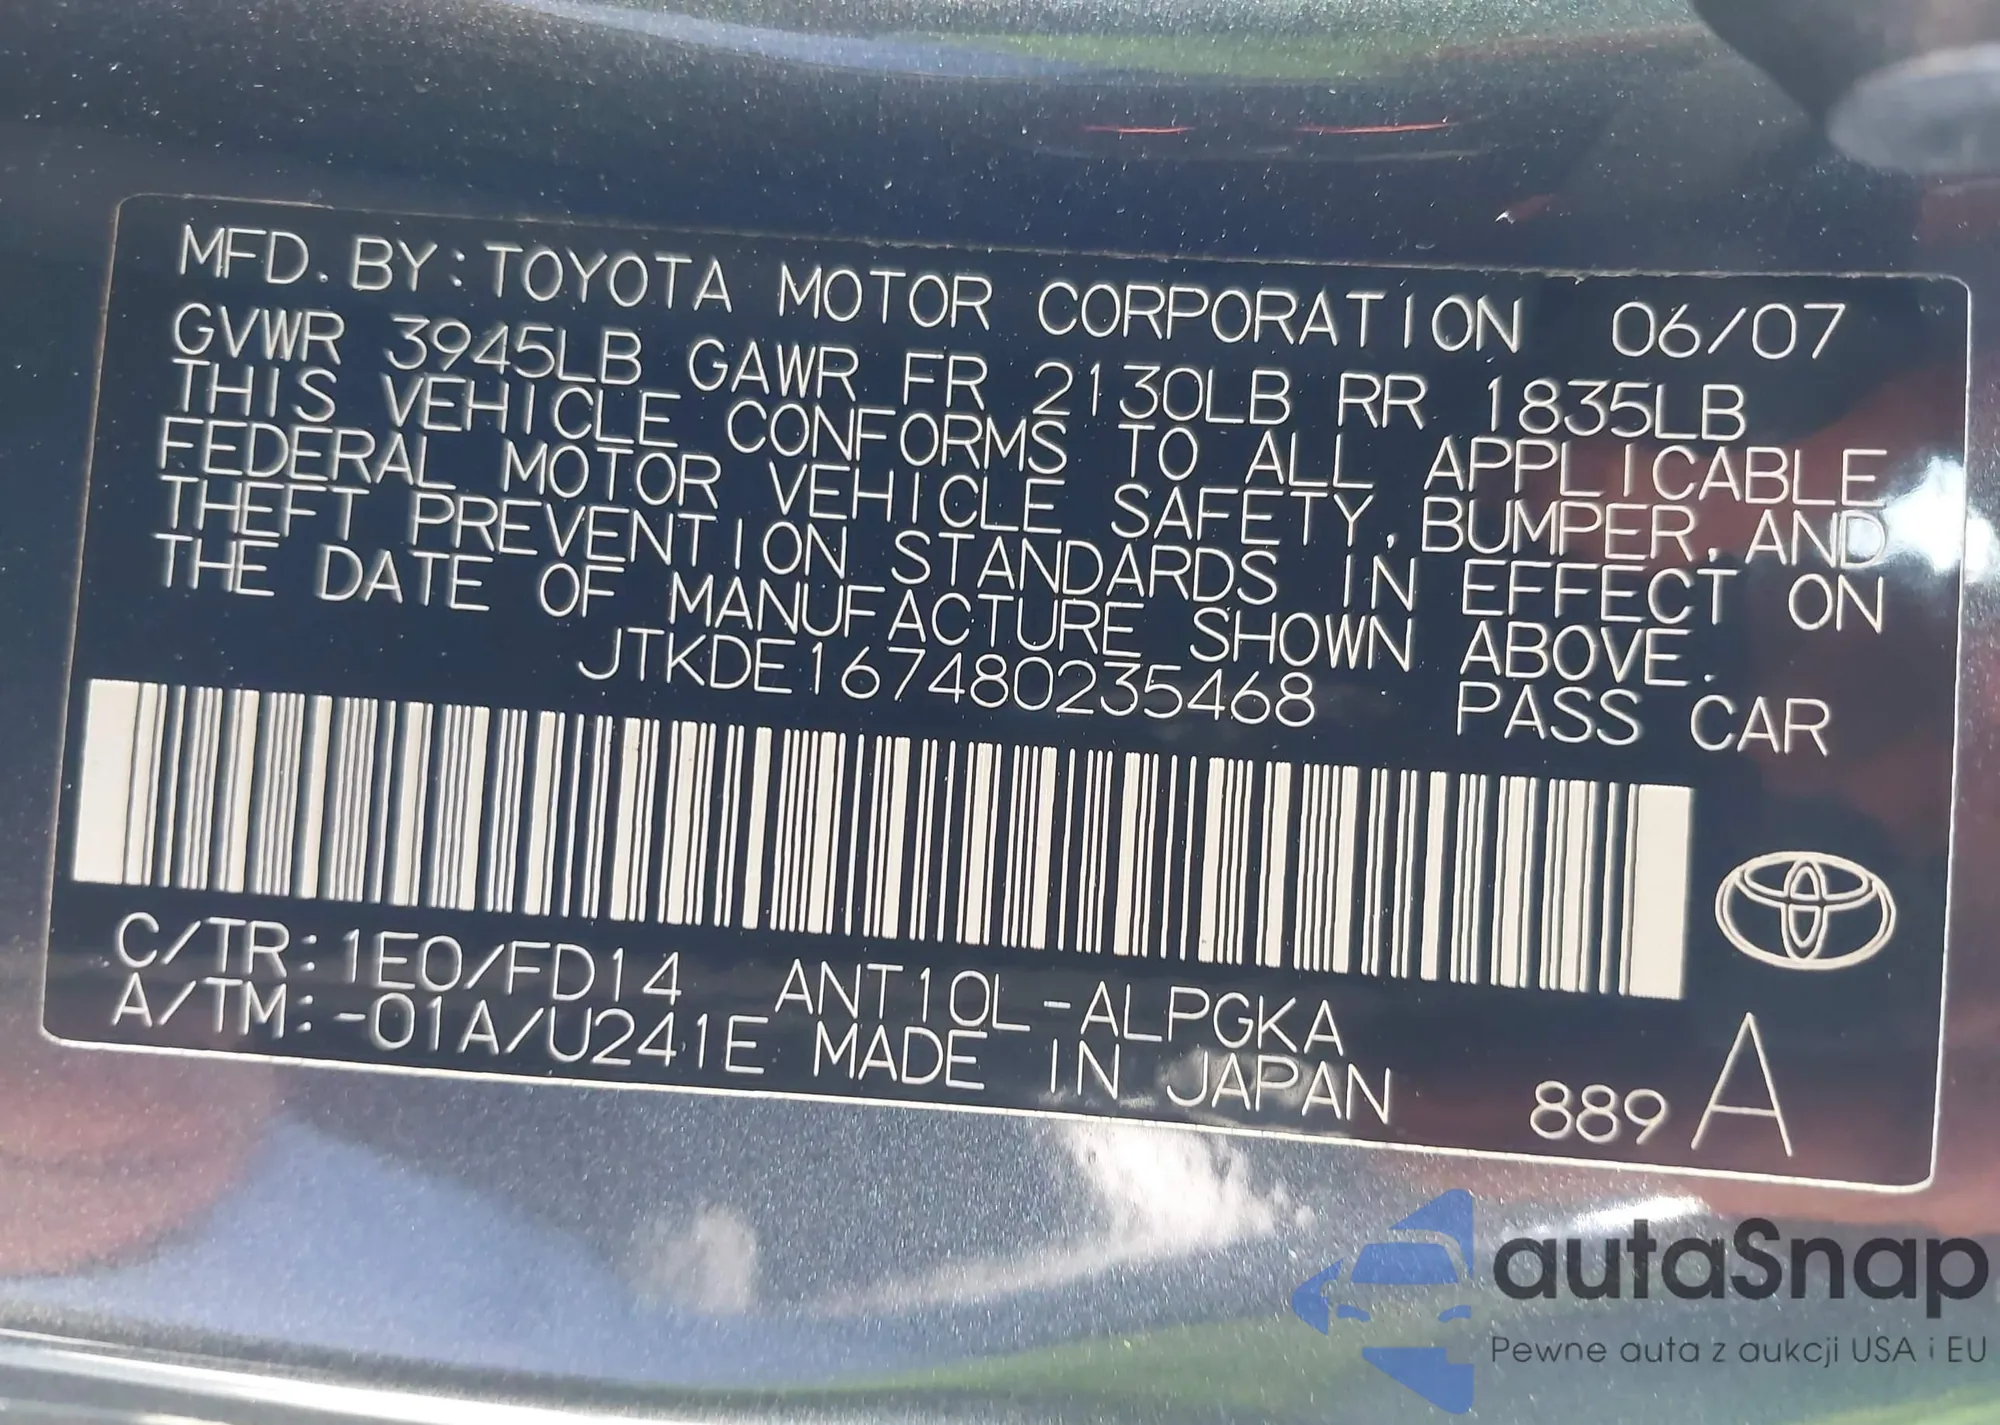 MFD. BY: TOYOTA MOTOR CORPORATION 06/07
GVWR 3945LB GAWR FR 2130LB RR 1835LB
THIS VEHICLE CONFORMS TO ALL APPLICABLE
FEDERAL MOTOR VEHICLE SAFETY, BUMPER, AND
THEFT PREVENTION STANDARDS IN EFFECT ON
THE DATE OF MANUFACTURE SHOWN ABOVE.
JTKDE167480235468 PASS CAR
C/TR: 1E0/FD14 ANT10L-ALPGKA
A/TM: -01A/U241E MADE IN JAPAN
889 A
autaSnap
Pewne auta z aukcji USA i EU